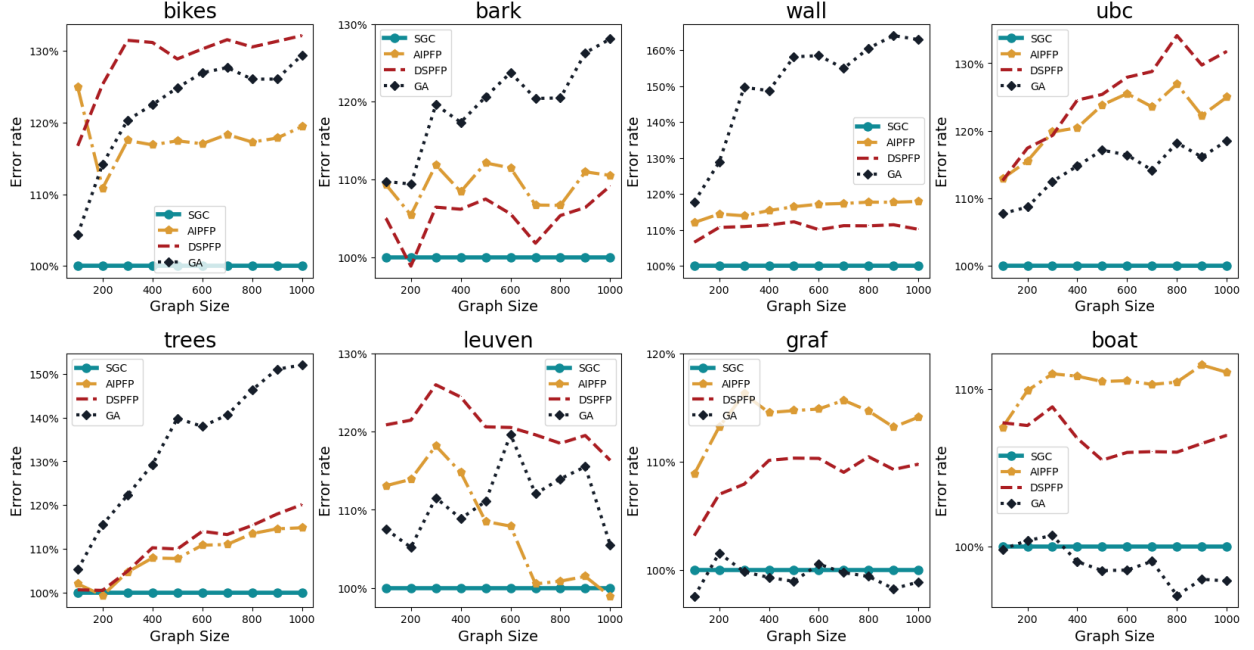 bikes
130%
120%
110%
100%
Error rate
SGC
AIPFP
DSPFP
GA
200 400 600 800 1000
Graph Size
bark
130%
120%
110%
100%
Error rate
SGC
AIPFP
DSPFP
GA
200 400 600 800 1000
Graph Size
wall
160%
150%
140%
130%
120%
110%
100%
Error rate
SGC
AIPFP
DSPFP
GA
200 400 600 800 1000
Graph Size
ubc
130%
120%
110%
100%
Error rate
SGC
AIPFP
DSPFP
GA
200 400 600 800 1000
Graph Size
trees
150%
140%
130%
120%
110%
100%
Error rate
SGC
AIPFP
DSPFP
GA
200 400 600 800 1000
Graph Size
leuven
130%
120%
110%
100%
Error rate
SGC
AIPFP
DSPFP
GA
200 400 600 800 1000
Graph Size
graf
120%
110%
100%
Error rate
SGC
AIPFP
DSPFP
GA
200 400 600 800 1000
Graph Size
boat
110%
100%
Error rate
SGC
AIPFP
DSPFP
GA
200 400 600 800 1000
Graph Size